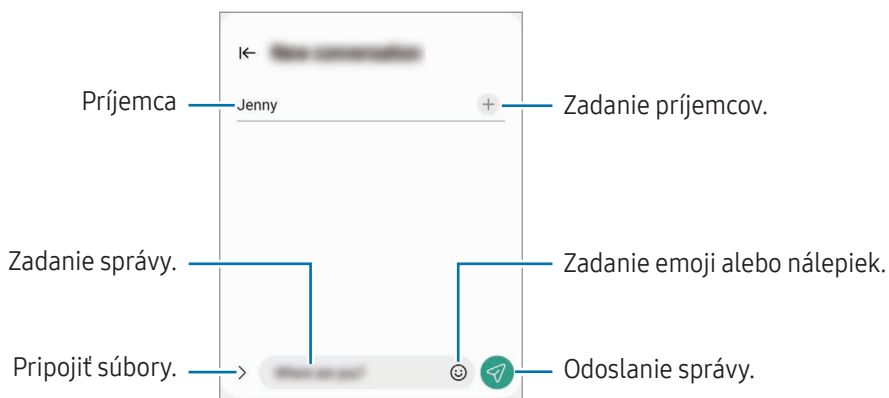 Príjemca
Jenny
Zadanie príjemcov.
Zadanie správy.
Zadanie emoji alebo nálepiek.
Pripojiť súbory.
Odoslanie správy.